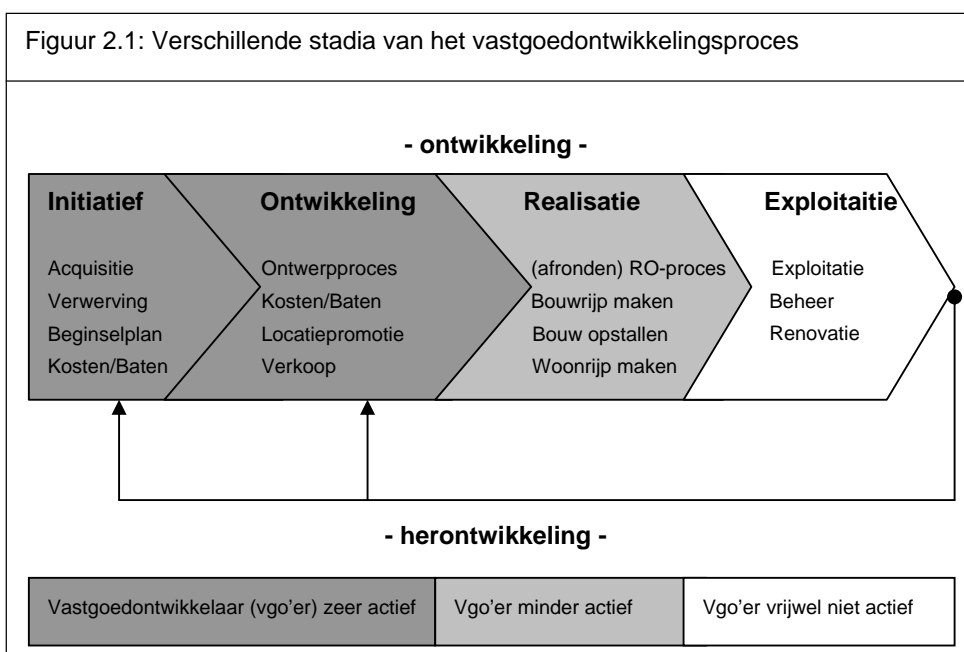 Figuur 2.1: Verschillende stadia van het vastgoedontwikkelingsproces
- ontwikkeling -
Initiatief
Acquisitie
Verwerving
Beginselplan
Kosten/Baten
Ontwikkeling
Ontwerpproces
Kosten/Baten
Locatiepromotie
Verkoop
Realisatie
(afronden) RO-proces
Bouwrijp maken
Bouw opstallen
Woonrijp maken
Exploitaitie
Exploitatie
Beheer
Renovatie
- herontwikkeling -
Vastgoedontwikkelaar (vgo'er) zeer actief
Vgo'er minder actief
Vgo'er vrijwel niet actief